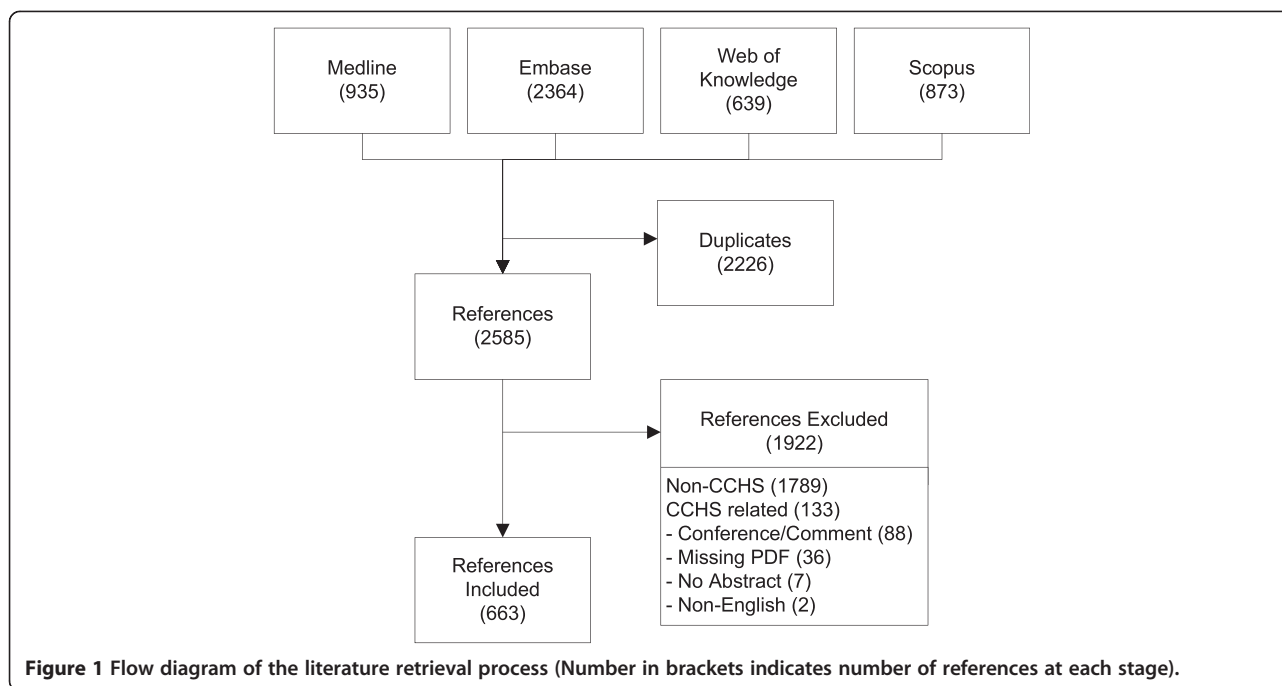 Medline
(935)
Embase
(2364)
Web of
Knowledge
(639)
Scopus
(873)
Duplicates
(2226)
References
(2585)
References Excluded
(1922)
Non-CCHS (1789)
CCHS related (133)
- Conference/Comment (88)
- Missing PDF (36)
- No Abstract (7)
- Non-English (2)
References
Included
(663)
Figure 1 Flow diagram of the literature retrieval process (Number in brackets indicates number of references at each stage).